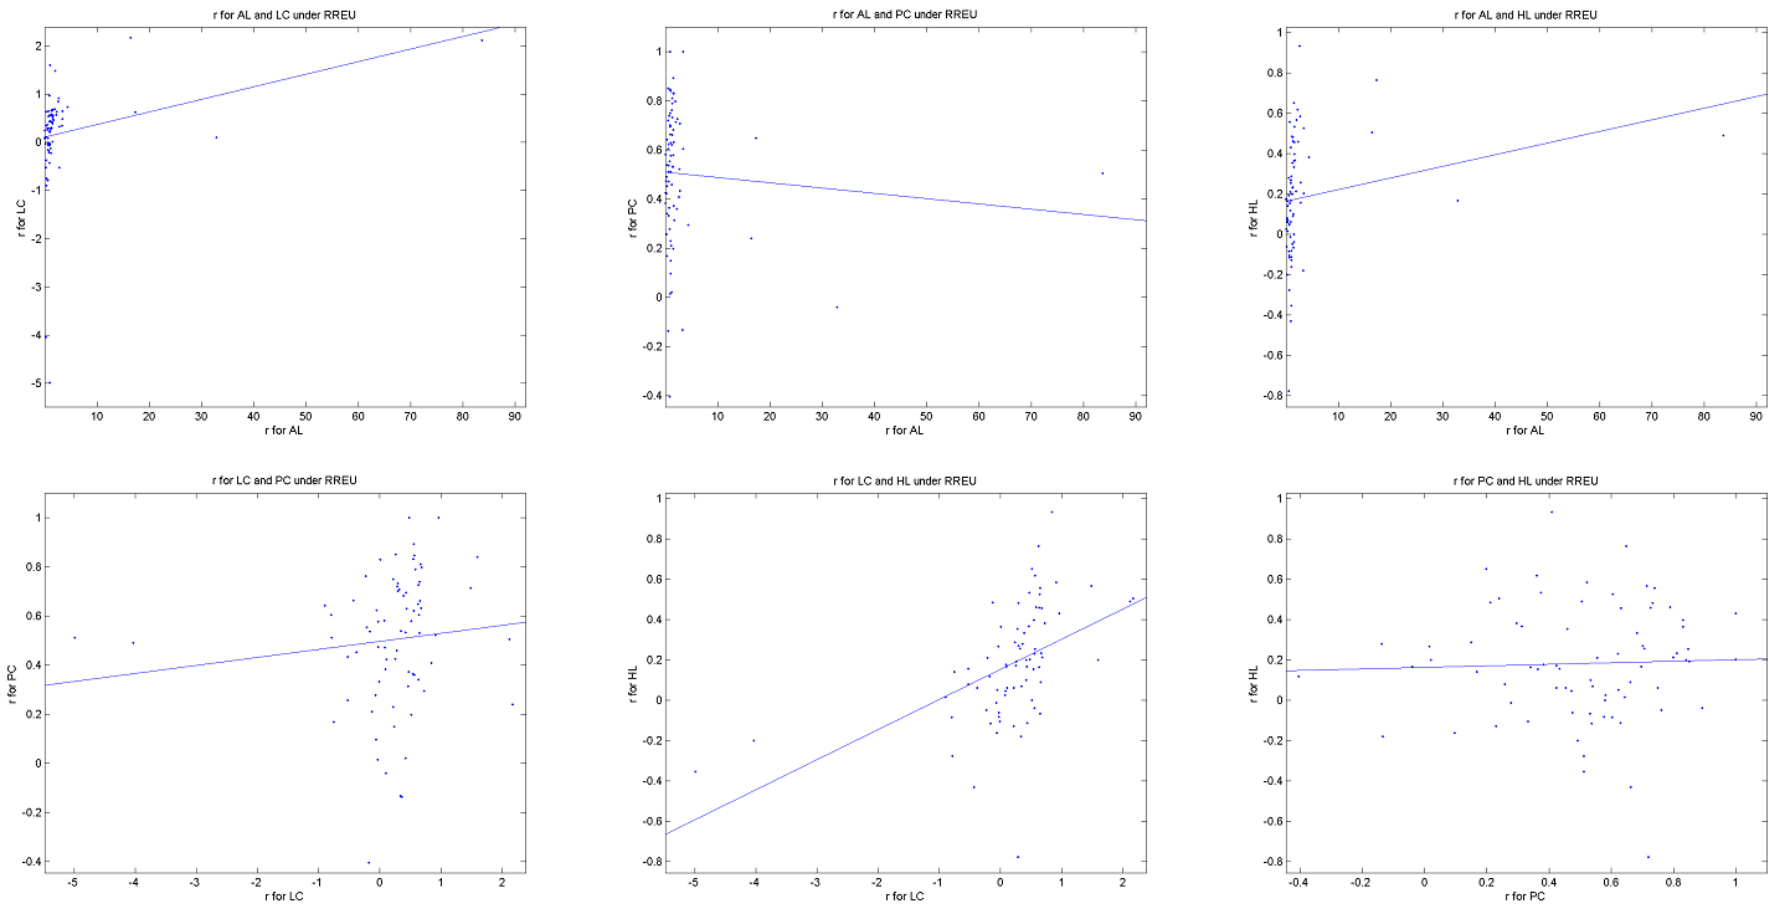 r for AL and LC under RREU
2
1
0
-1
-2
-3
-4
-5
r for LC
10 20 30 40 50 60 70 80 90
r for AL
r for AL and PC under RREU
1
0.8
0.6
0.4
0.2
0
-0.2
-0.4
r for PC
10 20 30 40 50 60 70 80 90
r for AL
r for AL and HL under RREU
1
0.8
0.6
0.4
0.2
0
-0.2
-0.4
-0.6
-0.8
r for HL
10 20 30 40 50 60 70 80 90
r for AL
r for LC and PC under RREU
1
0.8
0.6
0.4
0.2
0
-0.2
-0.4
r for PC
-5 -4 -3 -2 -1 0 1 2
r for LC
r for LC and HL under RREU
1
0.8
0.6
0.4
0.2
0
-0.2
-0.4
-0.6
-0.8
r for HL
-5 -4 -3 -2 -1 0 1 2
r for LC
r for PC and HL under RREU
1
0.8
0.6
0.4
0.2
0
-0.2
-0.4
-0.6
-0.8
r for HL
-0.4 -0.2 0 0.2 0.4 0.6 0.8 1
r for PC